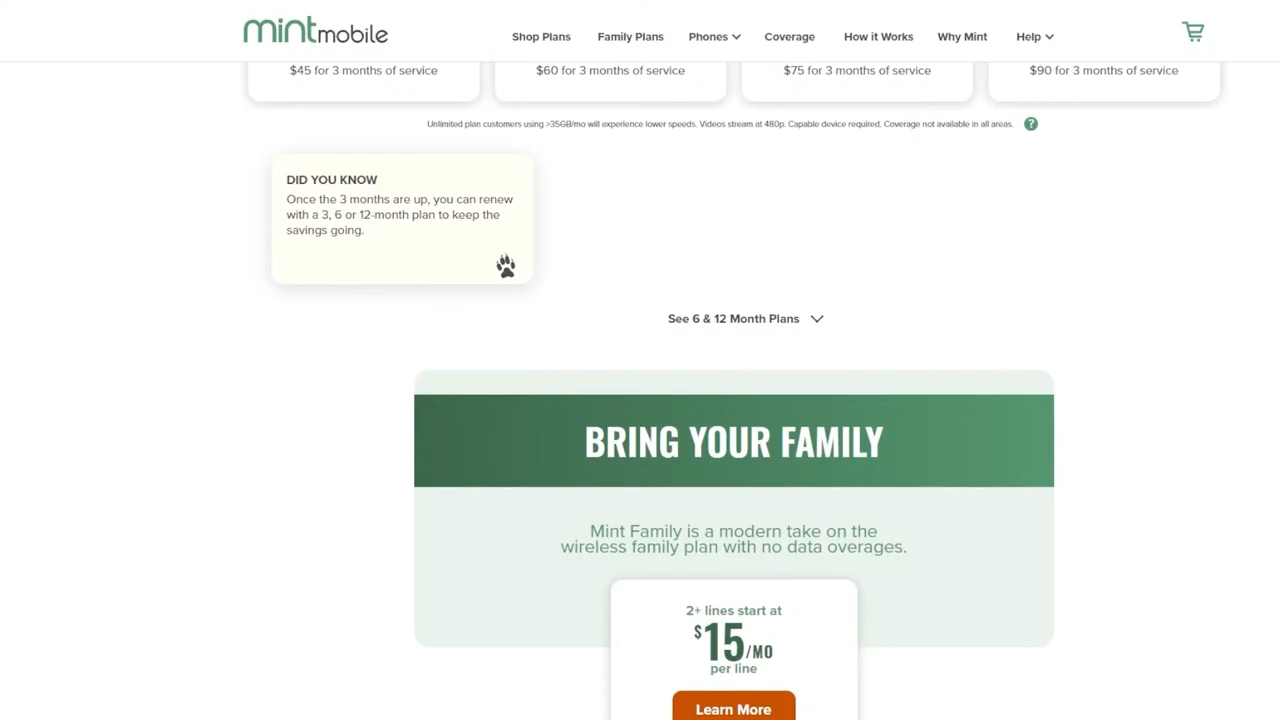 mintmobile
Shop Plans Family Plans Phones Coverage How it Works Why Mint Help
$45 for 3 months of service $60 for 3 months of service $75 for 3 months of service $90 for 3 months of service
Unlimited plan customers using >35GB/mo will experience lower speeds. Videos stream at 480p. Capable device required. Coverage not available in all areas. ?
DID YOU KNOW
Once the 3 months are up, you can renew
with a 3, 6 or 12-month plan to keep the
savings going.
See 6 & 12 Month Plans
BRING YOUR FAMILY
Mint Family is a modern take on the
wireless family plan with no data overages.
2+ lines start at
$15/MO
per line
Learn More